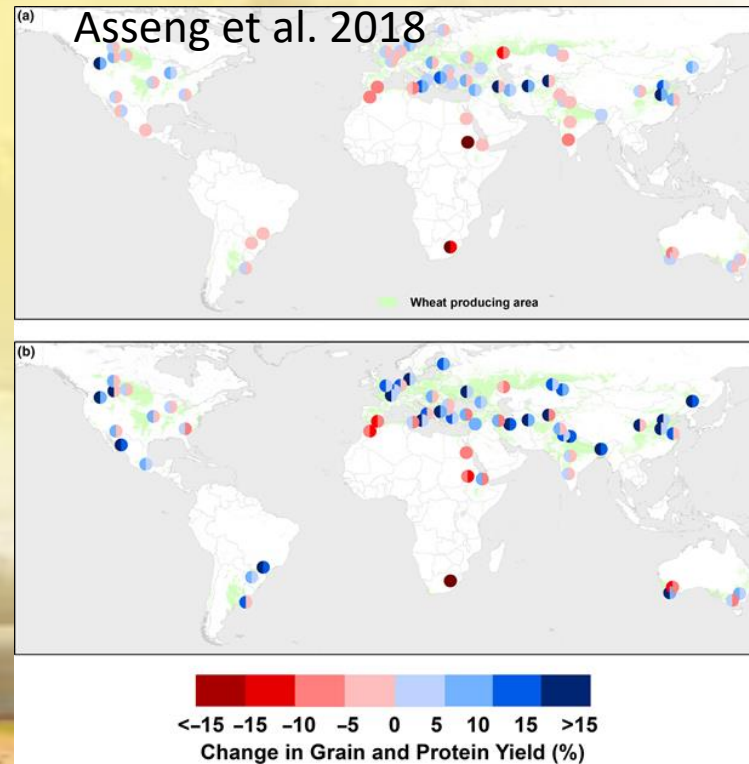 (a)
Asseng et al. 2018
Wheat producing area
(b)
<−15 −15 −10 −5 0 5 10 15 >15
Change in Grain and Protein Yield (%)